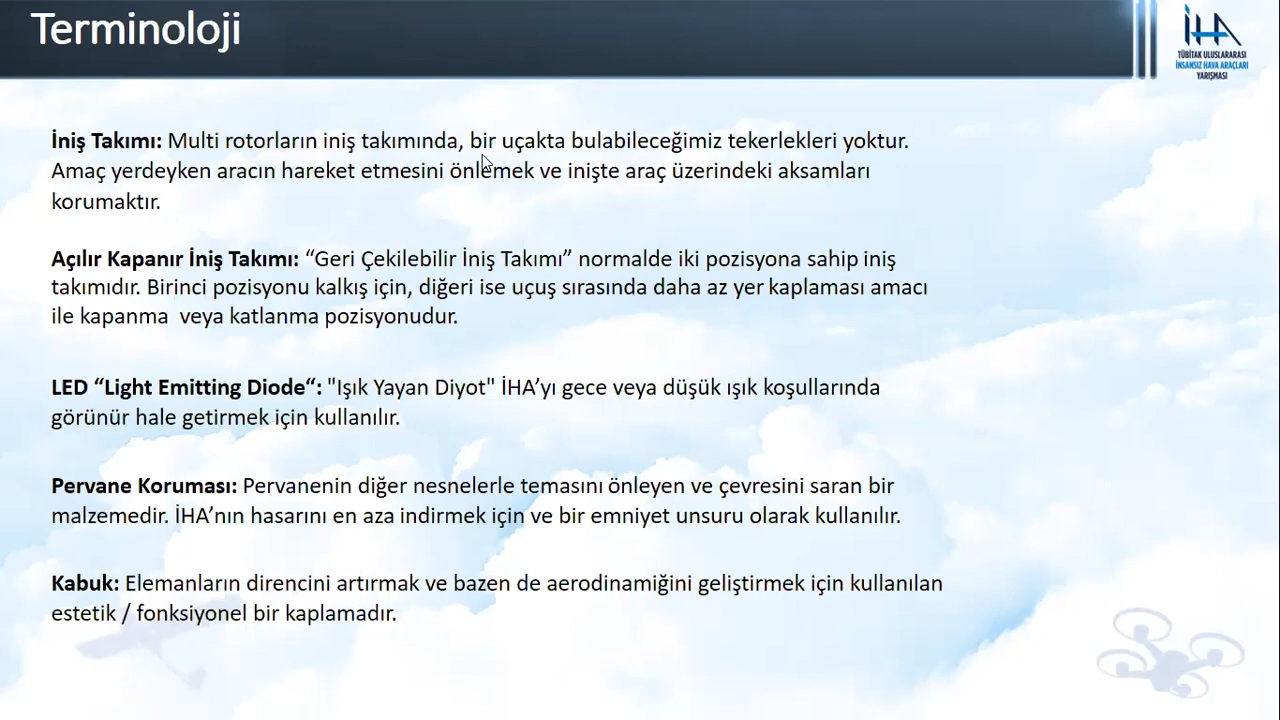 Terminoloji
İHA
TÜBİTAK ULUSLARARASI
İNSANSIZ HAVA ARAÇLARI
YARIŞMASI
İniş Takımı: Multi rotorların iniş takımında, bir uçakta bulabileceğimiz tekerlekleri yoktur.
Amaç yerdeyken aracın hareket etmesini önlemek ve inişte araç üzerindeki aksamları
korumaktır.
Açılır Kapanır İniş Takımı: “Geri Çekilebilir İniş Takımı” normalde iki pozisyona sahip iniş
takımıdır. Birinci pozisyonu kalkış için, diğeri ise uçuş sırasında daha az yer kaplaması amacı
ile kapanma  veya katlanma pozisyonudur.
LED “Light Emitting Diode“: "Işık Yayan Diyot" İHA’yı gece veya düşük ışık koşullarında
görünür hale getirmek için kullanılır.
Pervane Koruması: Pervanenin diğer nesnelerle temasını önleyen ve çevresini saran bir
malzemedir. İHA’nın hasarını en aza indirmek için ve bir emniyet unsuru olarak kullanılır.
Kabuk: Elemanların direncini artırmak ve bazen de aerodinamiğini geliştirmek için kullanılan
estetik / fonksiyonel bir kaplamadır.